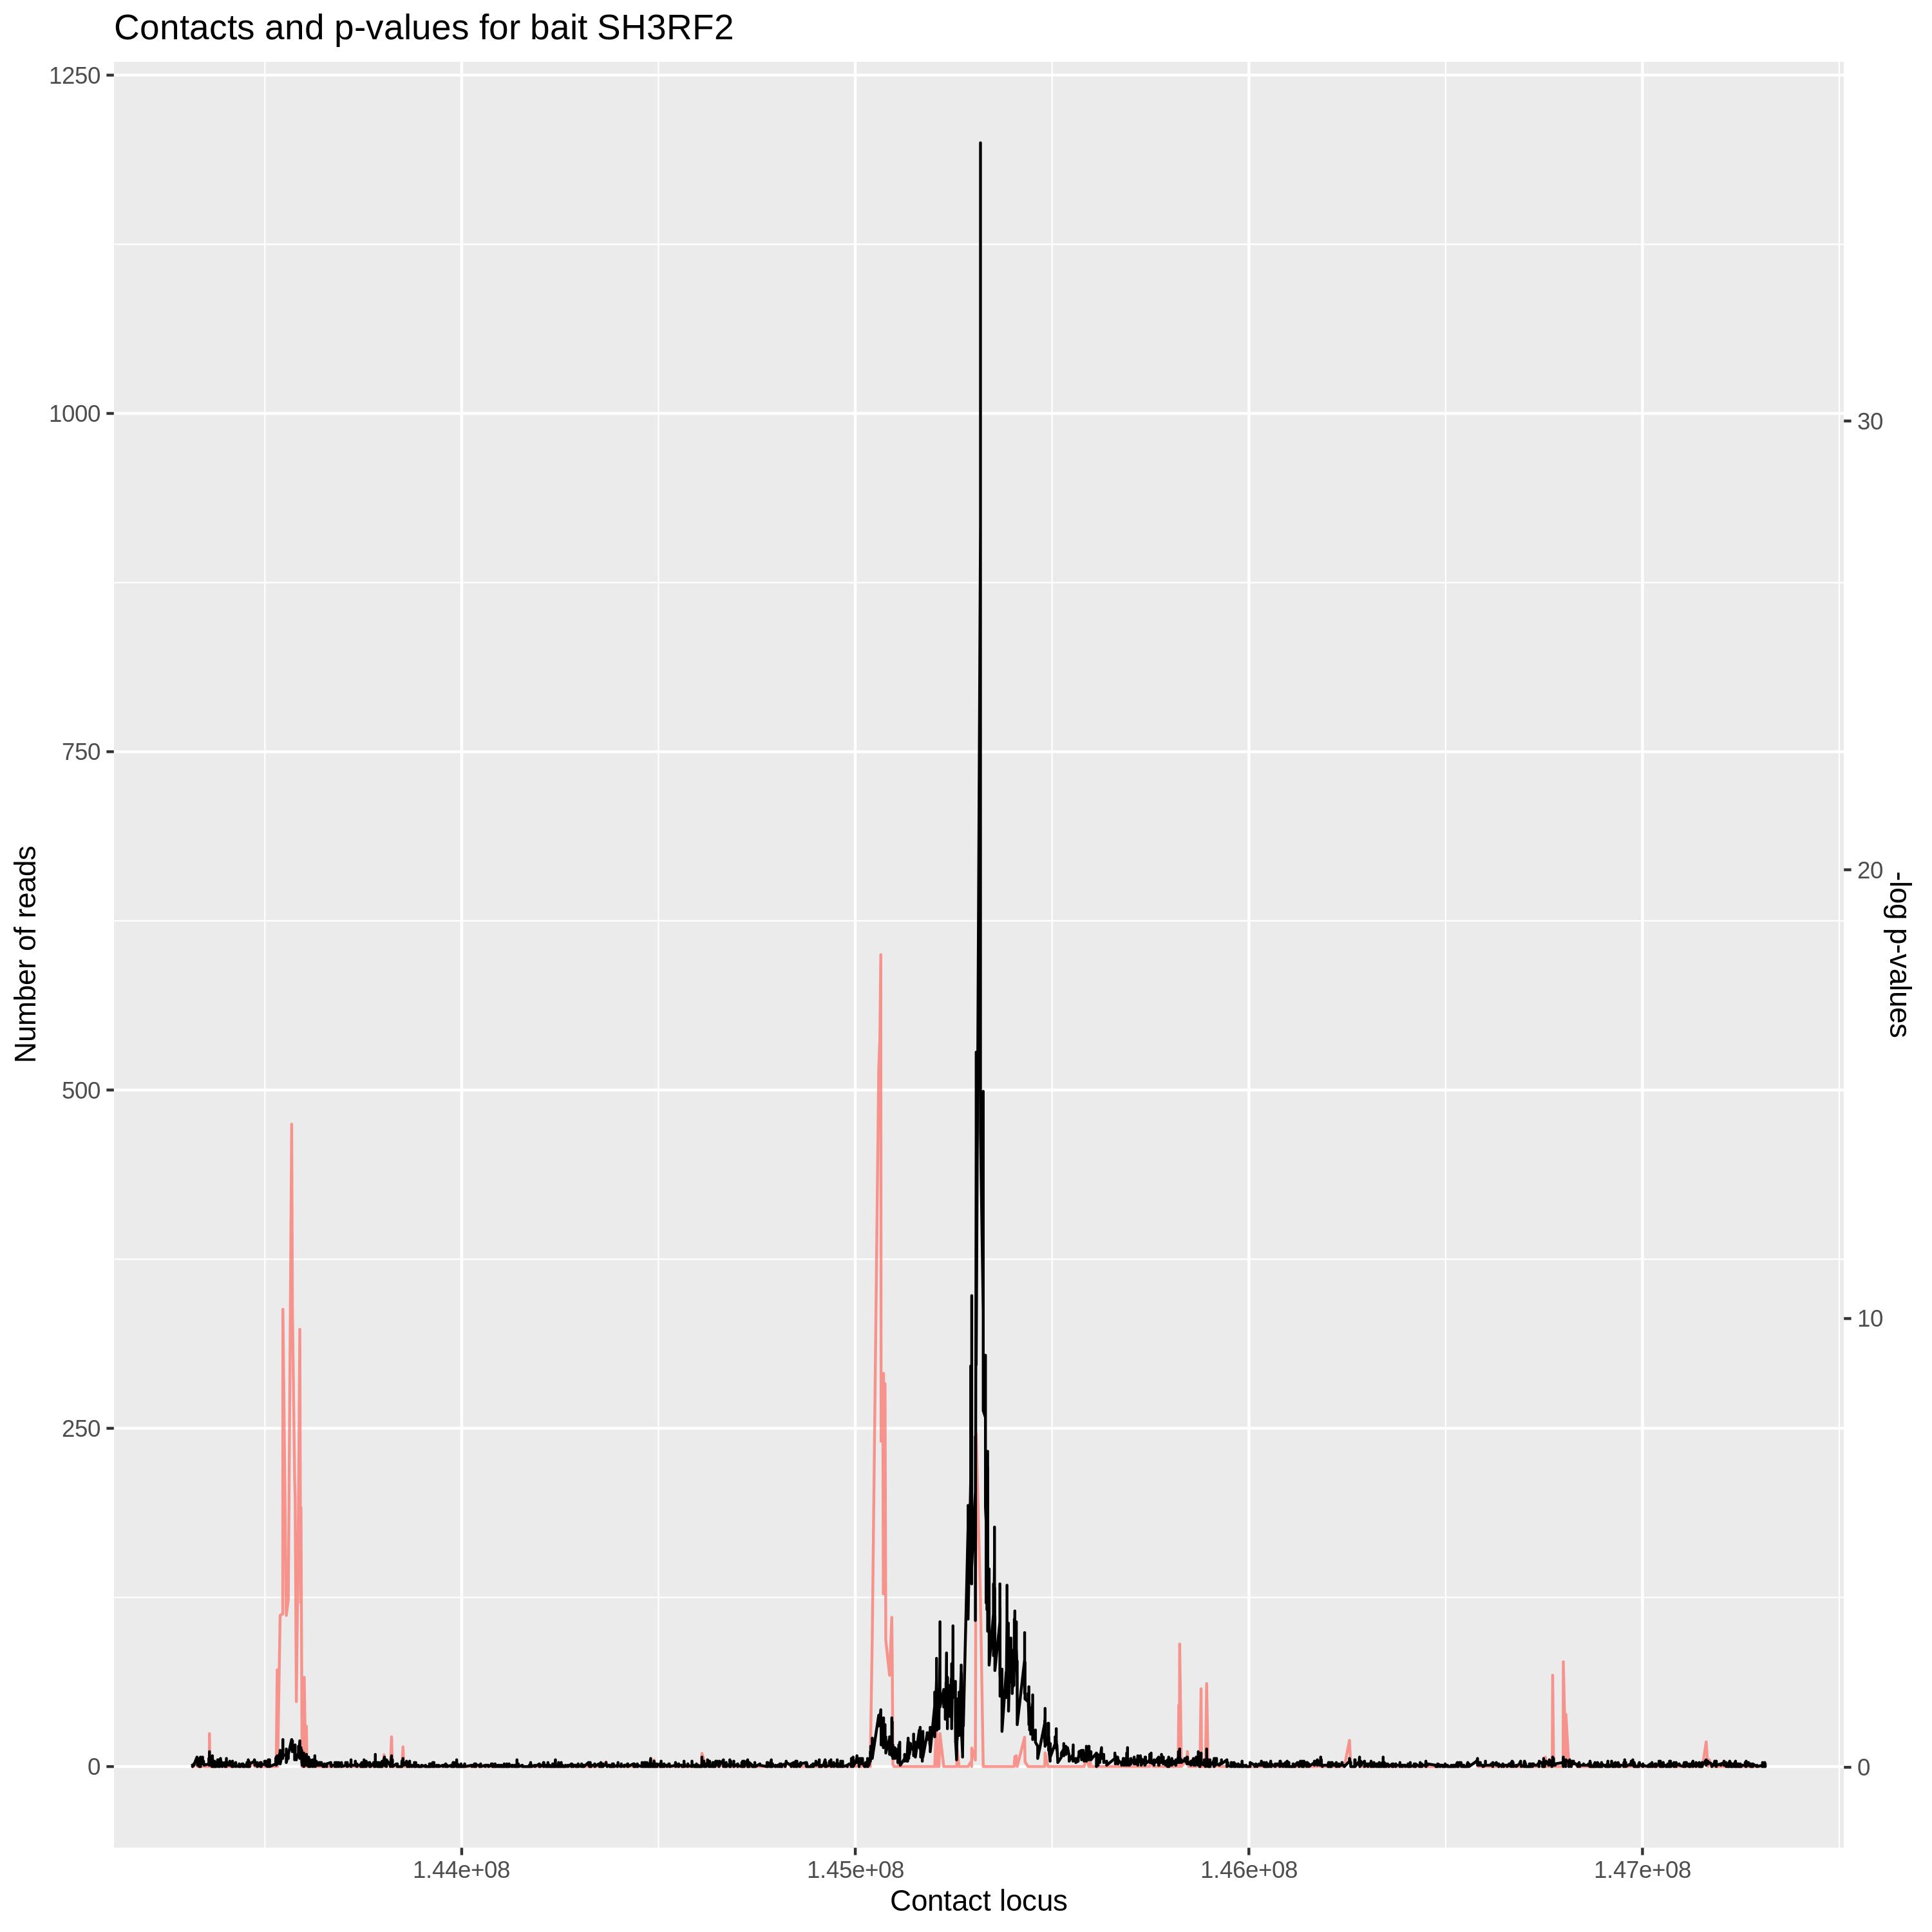 Contacts and p-values for bait SH3RF2
1250
1000
750
500
250
0
Number of reads
30
20
10
0
-log p-values
1.44e+08
1.45e+08
1.46e+08
1.47e+08
Contact locus